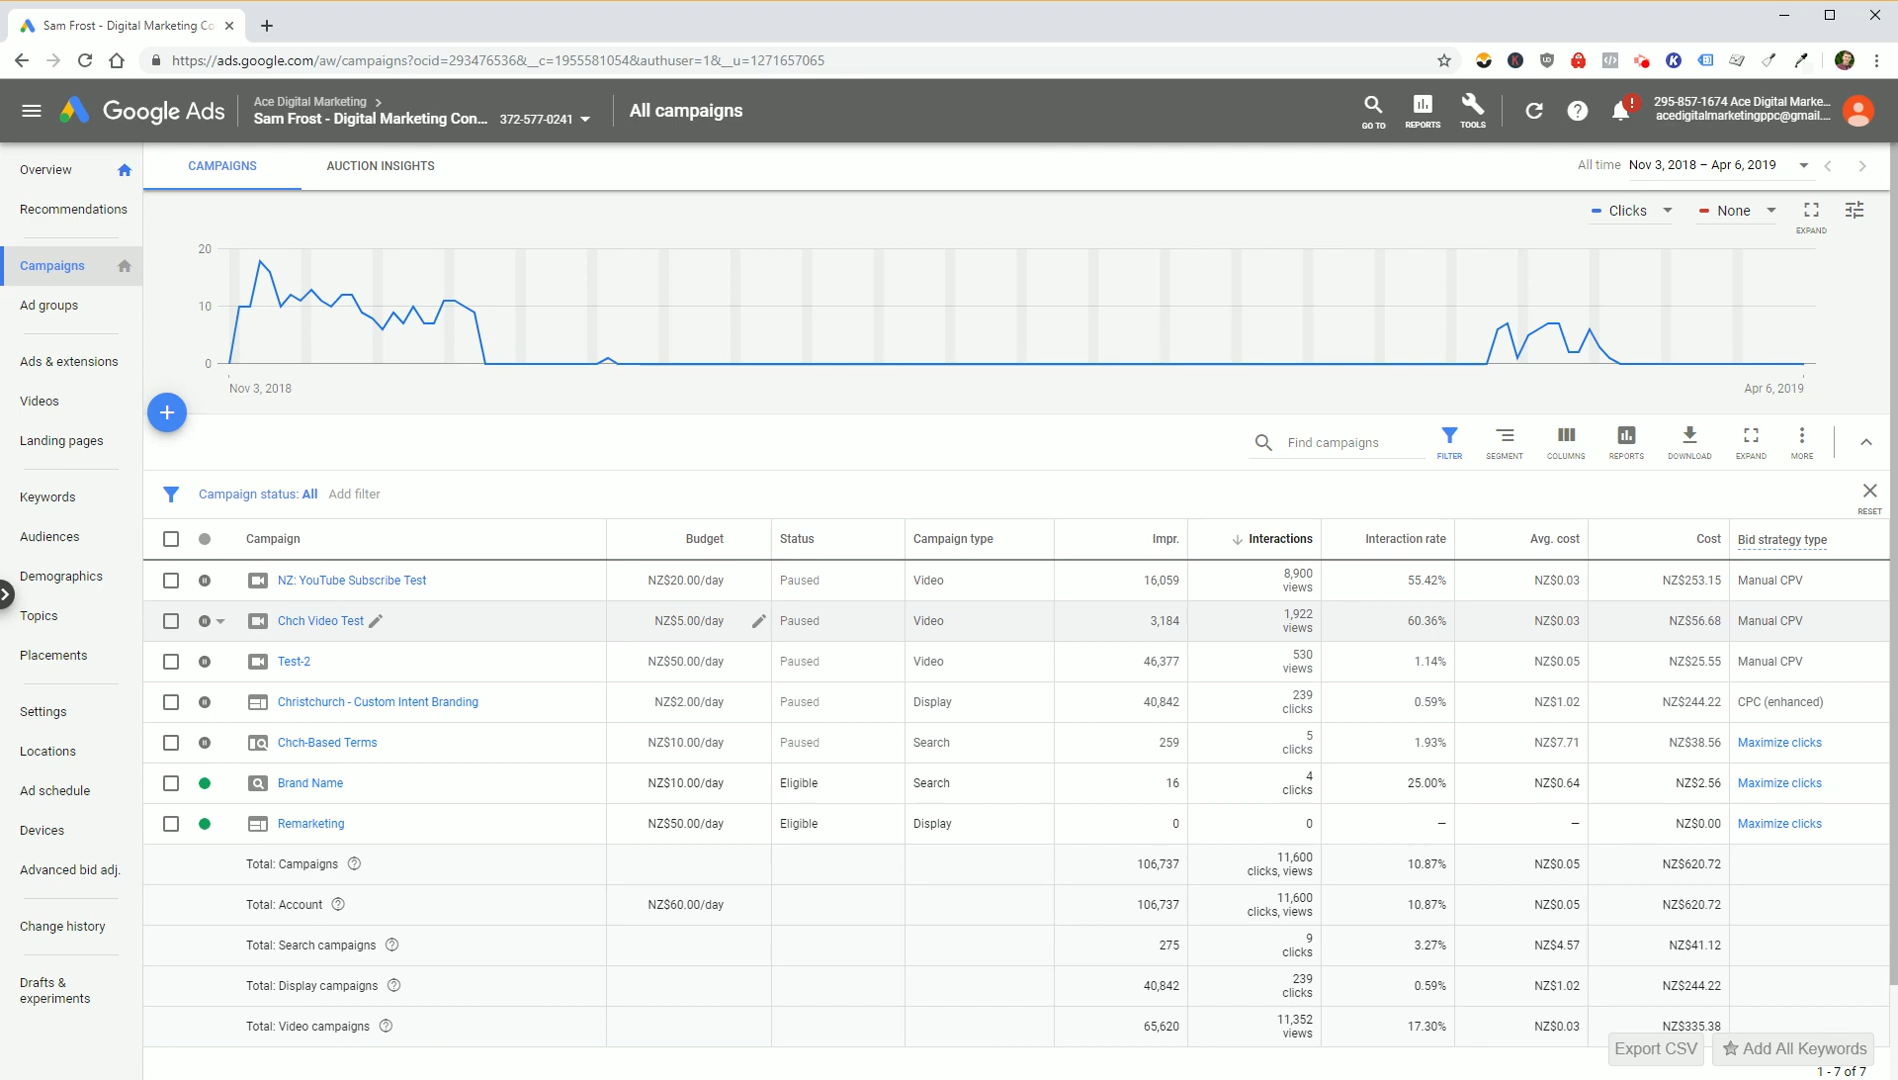 Sam Frost - Digital Marketing Co
https://ads.google.com/aw/campaigns?ocid=293476536&__c=1955581054&authuser=1&__u=1271657065
Google Ads
Ace Digital Marketing
Sam Frost - Digital Marketing Con... 372-577-0241
All campaigns
GO TO
REPORTS
TOOLS
295-857-1674 Ace Digital Marke...
acedigitalmarketingppc@gmail....
Overview
Recommendations
Campaigns
Ad groups
Ads & extensions
Videos
Landing pages
Keywords
Audiences
Demographics
Topics
Placements
Settings
Locations
Ad schedule
Devices
Advanced bid adj.
Change history
Drafts &
experiments
CAMPAIGNS AUCTION INSIGHTS
All time Nov 3, 2018 – Apr 6, 2019
Clicks None
EXPAND
20
10
0
Nov 3, 2018 Apr 6, 2019
Find campaigns
FILTER SEGMENT COLUMNS REPORTS DOWNLOAD EXPAND MORE
Campaign status: All Add filter
RESET
Campaign Budget Status Campaign type Impr. Interactions Interaction rate Avg. cost Cost Bid strategy type
NZ: YouTube Subscribe Test NZ$20.00/day Paused Video 16,059 8,900 views 55.42% NZ$0.03 NZ$253.15 Manual CPV
Chch Video Test NZ$5.00/day Paused Video 3,184 1,922 views 60.36% NZ$0.03 NZ$56.68 Manual CPV
Test-2 NZ$50.00/day Paused Video 46,377 530 views 1.14% NZ$0.05 NZ$25.55 Manual CPV
Christchurch - Custom Intent Branding NZ$2.00/day Paused Display 40,842 239 clicks 0.59% NZ$1.02 NZ$244.22 CPC (enhanced)
Chch-Based Terms NZ$10.00/day Paused Search 259 5 clicks 1.93% NZ$7.71 NZ$38.56 Maximize clicks
Brand Name NZ$10.00/day Eligible Search 16 4 clicks 25.00% NZ$0.64 NZ$2.56 Maximize clicks
Remarketing NZ$50.00/day Eligible Display 0 0 — — NZ$0.00 Maximize clicks
Total: Campaigns 106,737 11,600 clicks, views 10.87% NZ$0.05 NZ$620.72
Total: Account NZ$60.00/day 106,737 11,600 clicks, views 10.87% NZ$0.05 NZ$620.72
Total: Search campaigns 275 9 clicks 3.27% NZ$4.57 NZ$41.12
Total: Display campaigns 40,842 239 clicks 0.59% NZ$1.02 NZ$244.22
Total: Video campaigns 65,620 11,352 views 17.30% NZ$0.03 NZ$335.38
Export CSV Add All Keywords
1 - 7 of 7